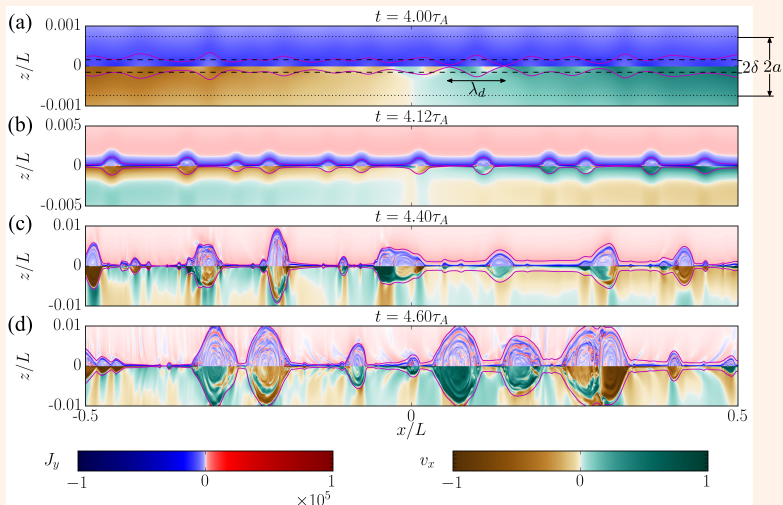 (a) t = 4.00τ_A
0.001
z/L
-0.001
λ_d
2δ 2a
(b) t = 4.12τ_A
0.005
z/L 0
-0.005
(c) t = 4.40τ_A
0.01
z/L 0
-0.01
(d) t = 4.60τ_A
0.01
z/L 0
-0.01
-0.5 0 0.5
x/L
J_y v_x
−1 0 1 −1 0 1
×10^5